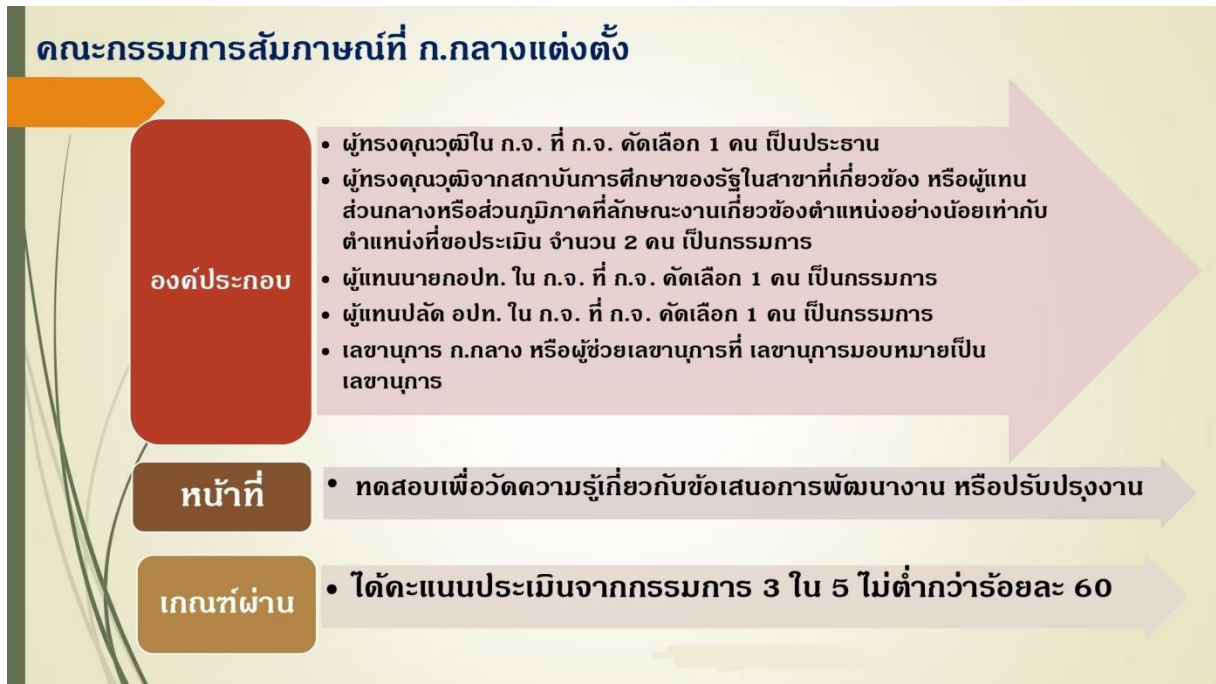 คณะกรรมการสัมภาษณ์ที่ ก.กลางแต่งตั้ง
องค์ประกอบ
• ผู้ทรงคุณวุฒิใน ก.จ. ที่ ก.จ. คัดเลือก 1 คน เป็นประธาน
• ผู้ทรงคุณวุฒิจากสถาบันการศึกษาของรัฐในสาขาที่เกี่ยวข้อง หรือผู้แทน
ส่วนกลางหรือส่วนภูมิภาคที่ลักษณะงานเกี่ยวข้องตำแหน่งอย่างน้อยเท่ากับ
ตำแหน่งที่ขอประเมิน จำนวน 2 คน เป็นกรรมการ
• ผู้แทนนายกอปท. ใน ก.จ. ที่ ก.จ. คัดเลือก 1 คน เป็นกรรมการ
• ผู้แทนปลัด อปท. ใน ก.จ. ที่ ก.จ. คัดเลือก 1 คน เป็นกรรมการ
• เลขานุการ ก.กลาง หรือผู้ช่วยเลขานุการที่ เลขานุการมอบหมายเป็น
เลขานุการ
หน้าที่
• ทดสอบเพื่อวัดความรู้เกี่ยวกับข้อเสนอการพัฒนางาน หรือปรับปรุงงาน
เกณฑ์ผ่าน
• ได้คะแนนประเมินจากกรรมการ 3 ใน 5 ไม่ต่ำกว่าร้อยละ 60